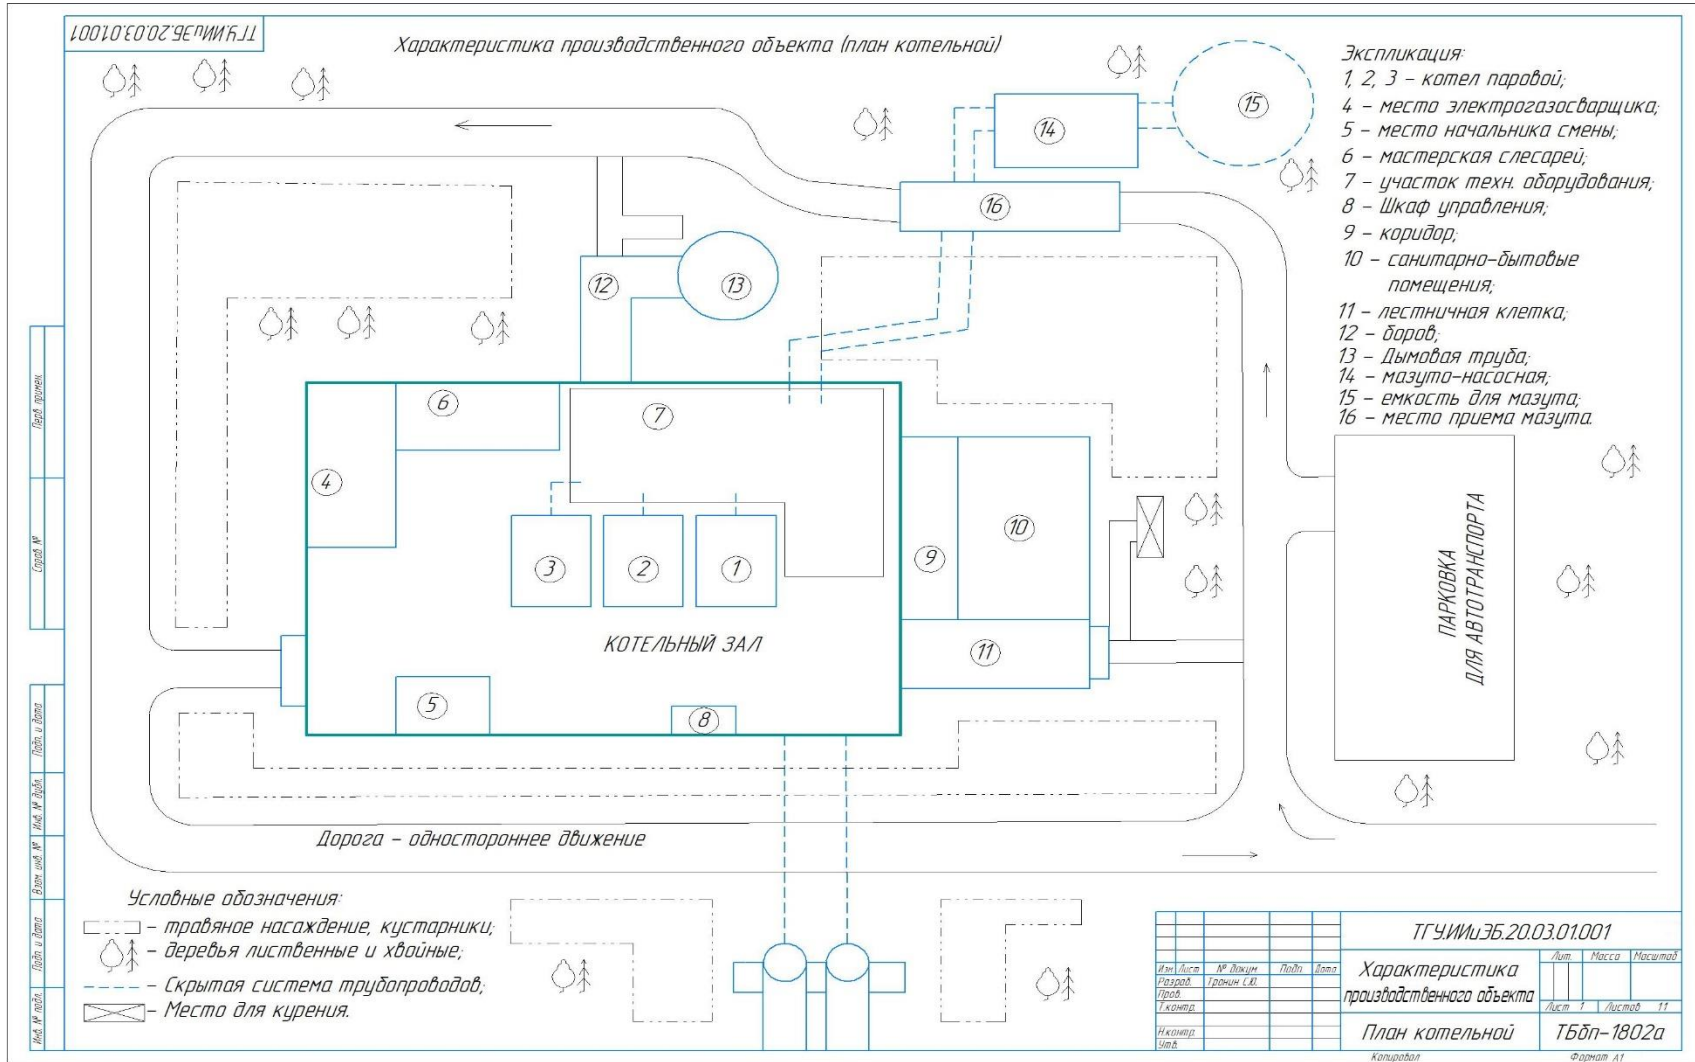 ТГУ.ИИиЭБ.20.03.01.001
Характеристика производственного объекта (план котельной)
Экспликация:
1, 2, 3 – котел паровой;
4 – место электрогазосварщика;
5 – место начальника смены;
6 – мастерская слесарей;
7 – участок техн. оборудования;
8 – Шкаф управления;
9 – коридор;
10 – санитарно-бытовые
помещения;
11 – лестничная клетка;
12 – боров;
13 – Дымовая труба;
14 – мазуто-насосная;
15 – емкость для мазута;
16 – место приема мазута.
15
14
16
12
13
6
7
4
10
9
3
2
1
КОТЕЛЬНЫЙ ЗАЛ
11
5
8
ПАРКОВКА
ДЛЯ АВТОТРАНСПОРТА
Дорога – одностороннее движение
Условные обозначения:
– травяное насаждение, кустарники;
– деревья лиственные и хвойные;
– Скрытая система трубопроводов;
– Место для курения.
Перв. примен.
Справ. №
Подп. и дата
Инв. № дубл.
Взам. инв. №
Подп. и дата
Инв. № подл.
ТГУ.ИИиЭБ.20.03.01.001
Изм. Лист № докум. Подп. Дата
Разраб. Тронин С.Ю.
Пров.
Т.контр.
Н.контр.
Утв.
Характеристика
производственного объекта
Лит. Масса Масштаб
Лист 1 Листов 11
План котельной
ТБбп-1802а
Копировал Формат А1